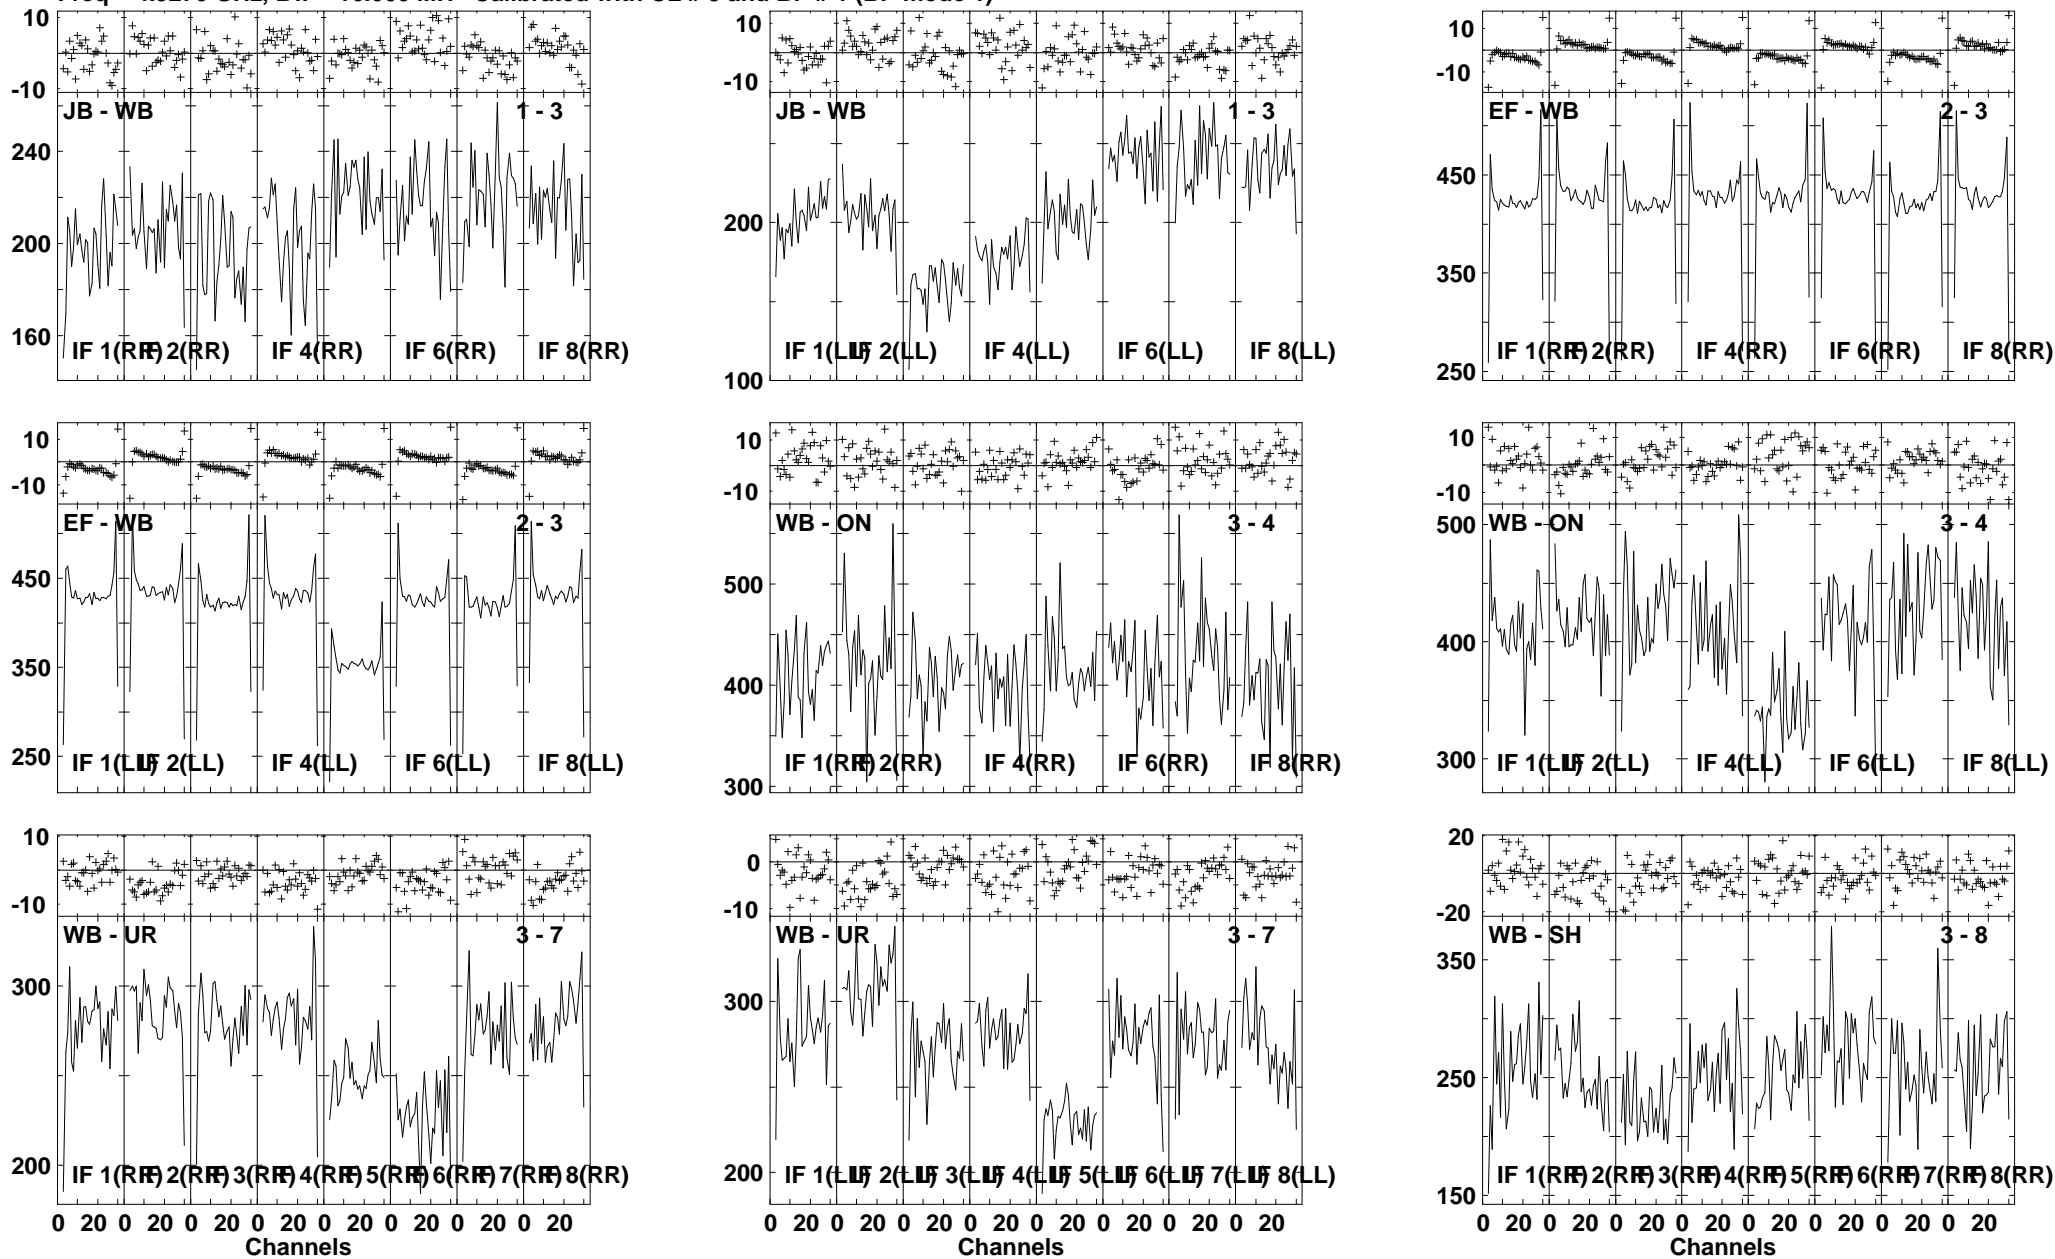 10
-10
JB - WB
1 - 3
240
200
160
IF 1(RR)
IF 2(RR)
IF 4(RR)
IF 6(RR)
IF 8(RR)
10
-10
JB - WB
1 - 3
200
100
IF 1(LL)
IF 2(LL)
IF 4(LL)
IF 6(LL)
IF 8(LL)
10
-10
EF - WB
2 - 3
450
350
250
IF 1(RR)
IF 2(RR)
IF 4(RR)
IF 6(RR)
IF 8(RR)
10
-10
EF - WB
2 - 3
450
350
250
IF 1(LL)
IF 2(LL)
IF 4(LL)
IF 6(LL)
IF 8(LL)
10
-10
WB - ON
3 - 4
500
400
300
IF 1(RR)
IF 2(RR)
IF 4(RR)
IF 6(RR)
IF 8(RR)
10
-10
WB - ON
3 - 4
500
400
300
IF 1(LL)
IF 2(LL)
IF 4(LL)
IF 6(LL)
IF 8(LL)
10
-10
WB - UR
3 - 7
300
200
IF 1(RR)
IF 2(RR)
IF 3(RR)
IF 4(RR)
IF 5(RR)
IF 6(RR)
IF 7(RR)
IF 8(RR)
0 20 0 20 0 20 0 20 0 20 0 20 0 20 0 20
Channels
0
-10
WB - UR
3 - 7
300
200
IF 1(LL)
IF 2(LL)
IF 3(LL)
IF 4(LL)
IF 5(LL)
IF 6(LL)
IF 7(LL)
IF 8(LL)
0 20 0 20 0 20 0 20 0 20 0 20 0 20 0 20
Channels
20
-20
WB - SH
3 - 8
350
250
150
IF 1(RR)
IF 2(RR)
IF 3(RR)
IF 4(RR)
IF 5(RR)
IF 6(RR)
IF 7(RR)
IF 8(RR)
0 20 0 20 0 20 0 20 0 20 0 20 0 20 0 20
Channels